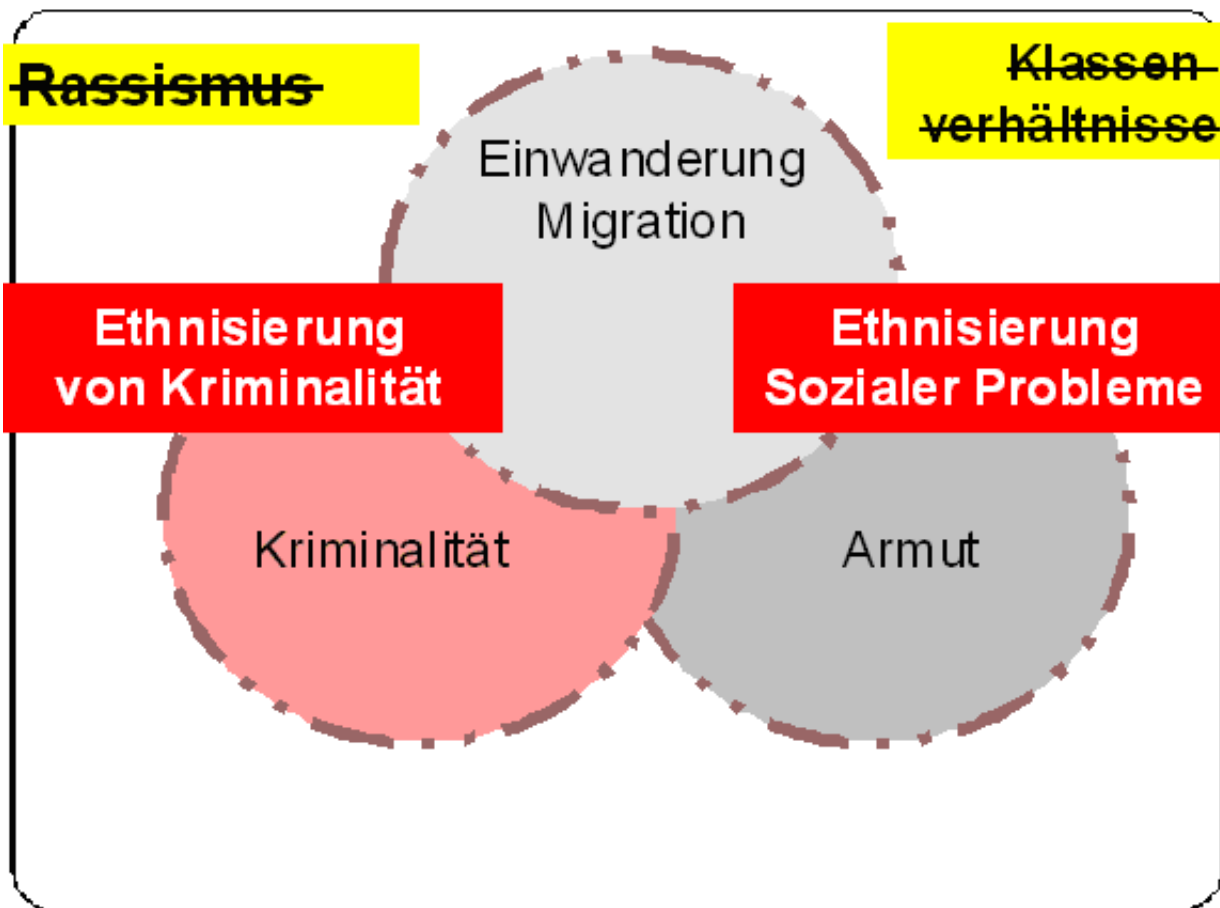 Rassismus
Klassen
verhältnisse
Einwanderung
Migration
Ethnisierung
von Kriminalität
Ethnisierung
Sozialer Probleme
Kriminalität
Armut